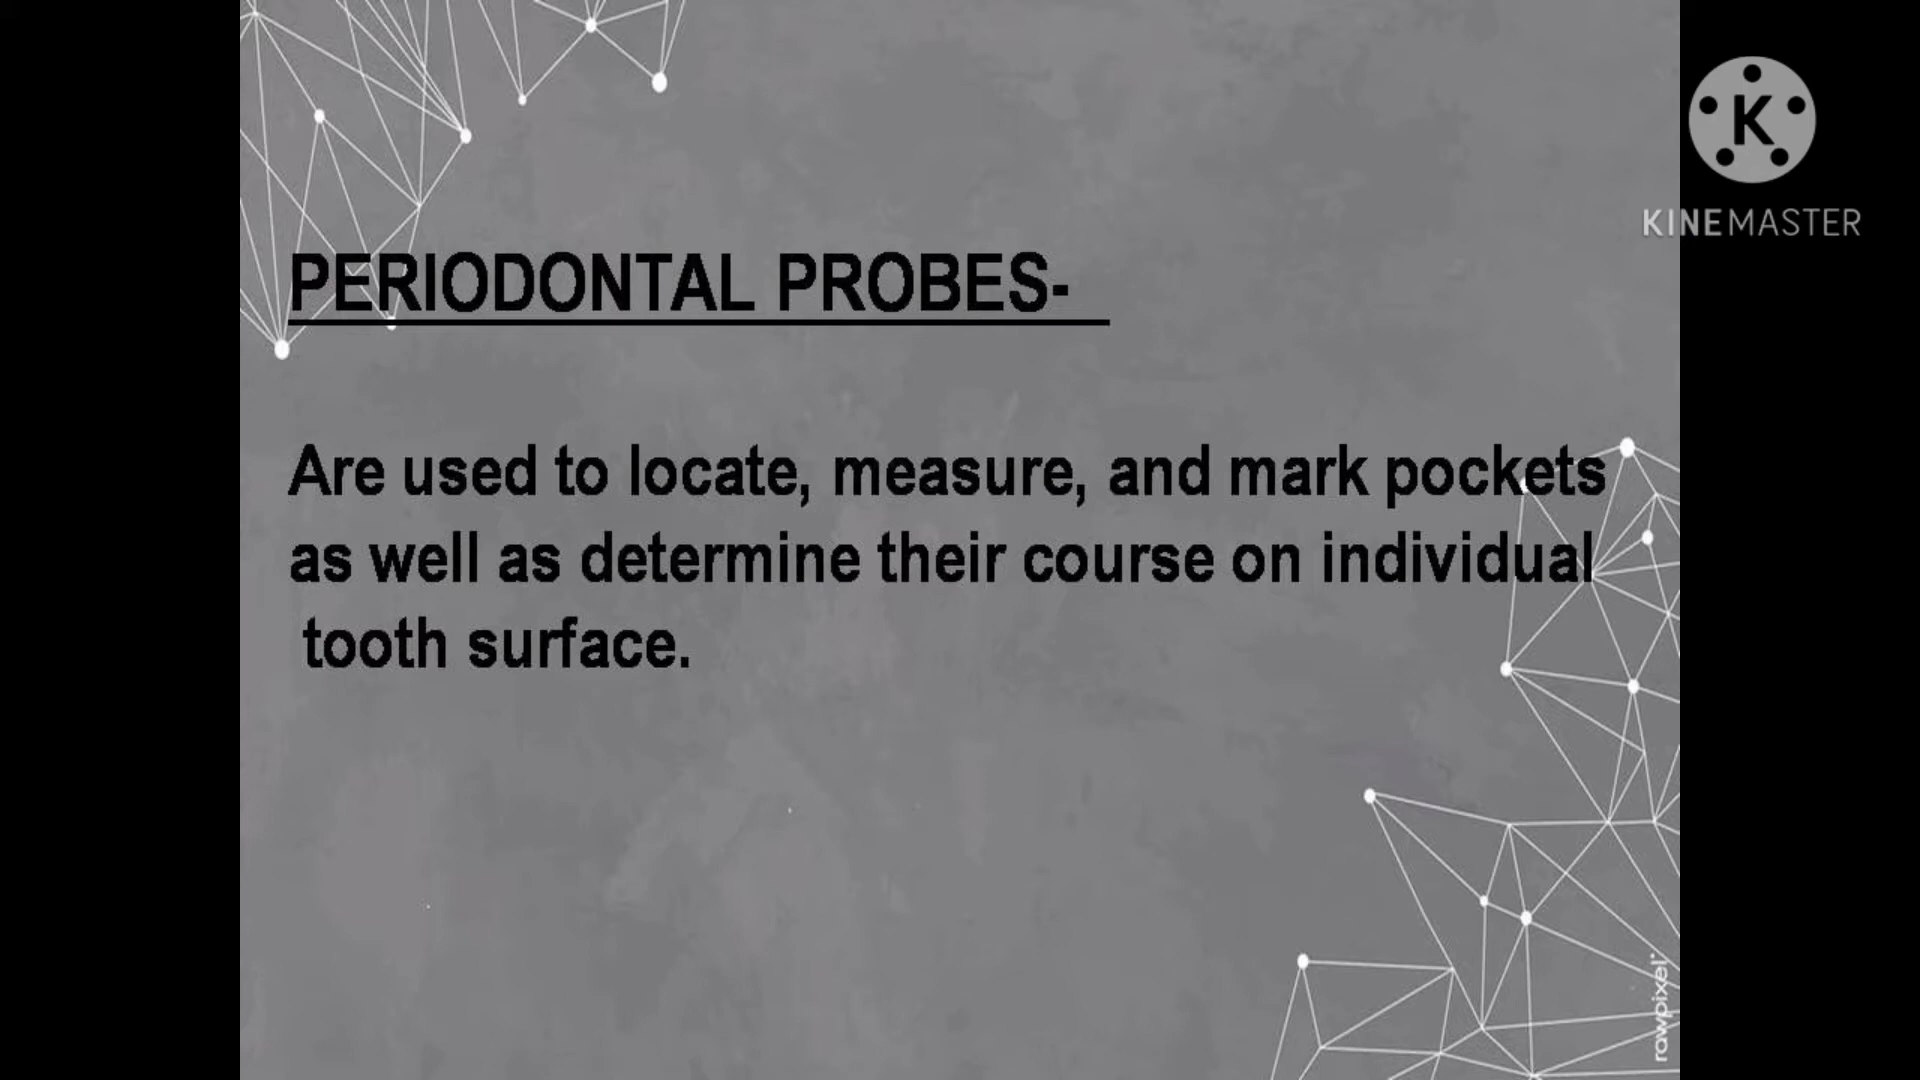 KINEMASTER
PERIODONTAL PROBES-
Are used to locate, measure, and mark pockets
as well as determine their course on individual
tooth surface.
rawpixel